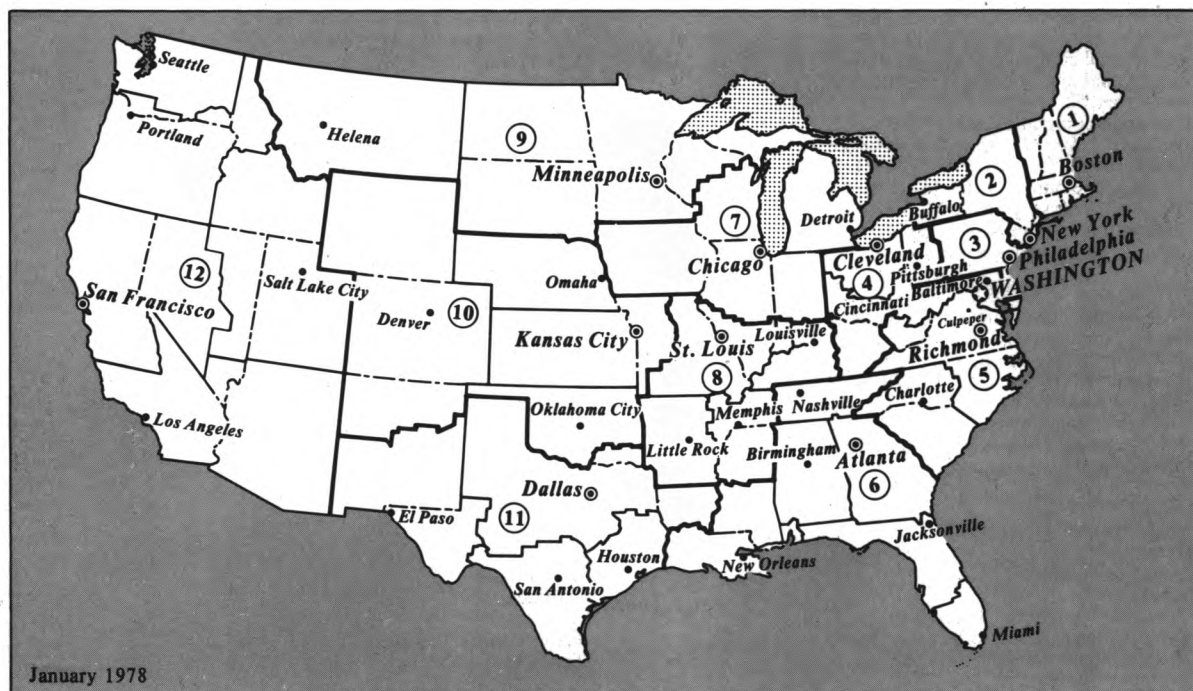 Seattle
Portland
Helena
9
Minneapolis
1
Boston
2
Buffalo
New York
Philadelphia
WASHINGTON
7
Detroit
Chicago
Cleveland
3
4
Pittsburgh
Baltimore
Cincinnati
12
San Francisco
Salt Lake City
Omaha
Denver
10
Kansas City
St. Louis
Louisville
Culpeper
Richmond
8
5
Los Angeles
Oklahoma City
Memphis
Nashville
Charlotte
Little Rock
Birmingham
Atlanta
6
Dallas
11
El Paso
Houston
San Antonio
New Orleans
Jacksonville
Miami
January 1978